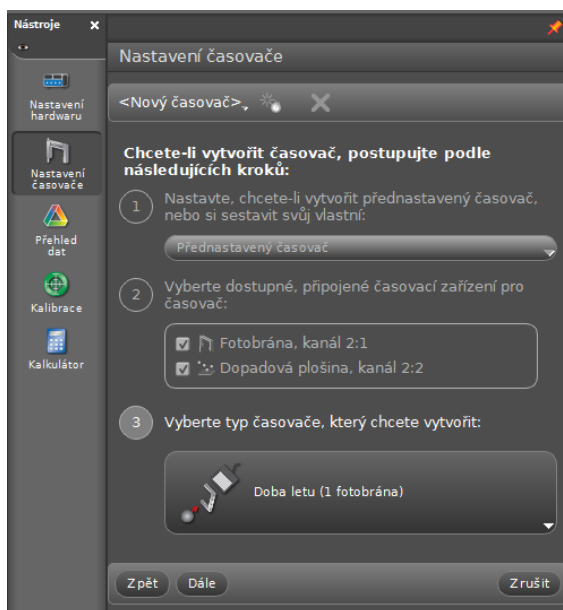 Nástroje
Nastavení
hardwaru
Nastavení
časovače
Přehled
dat
Kalibrace
Kalkulátor
Nastavení časovače
<Nový časovač>
Chcete-li vytvořit časovač, postupujte podle
následujících kroků:
1
Nastavte, chcete-li vytvořit přednastavený časovač,
nebo si sestavit svůj vlastní:
Přednastavený časovač
2
Vyberte dostupné, připojené časovací zařízení pro
časovač:
Fotobrána, kanál 2:1
Dopadová plošina, kanál 2:2
3
Vyberte typ časovače, který chcete vytvořit:
Doba letu (1 fotobrána)
Zpět
Dále
Zrušit